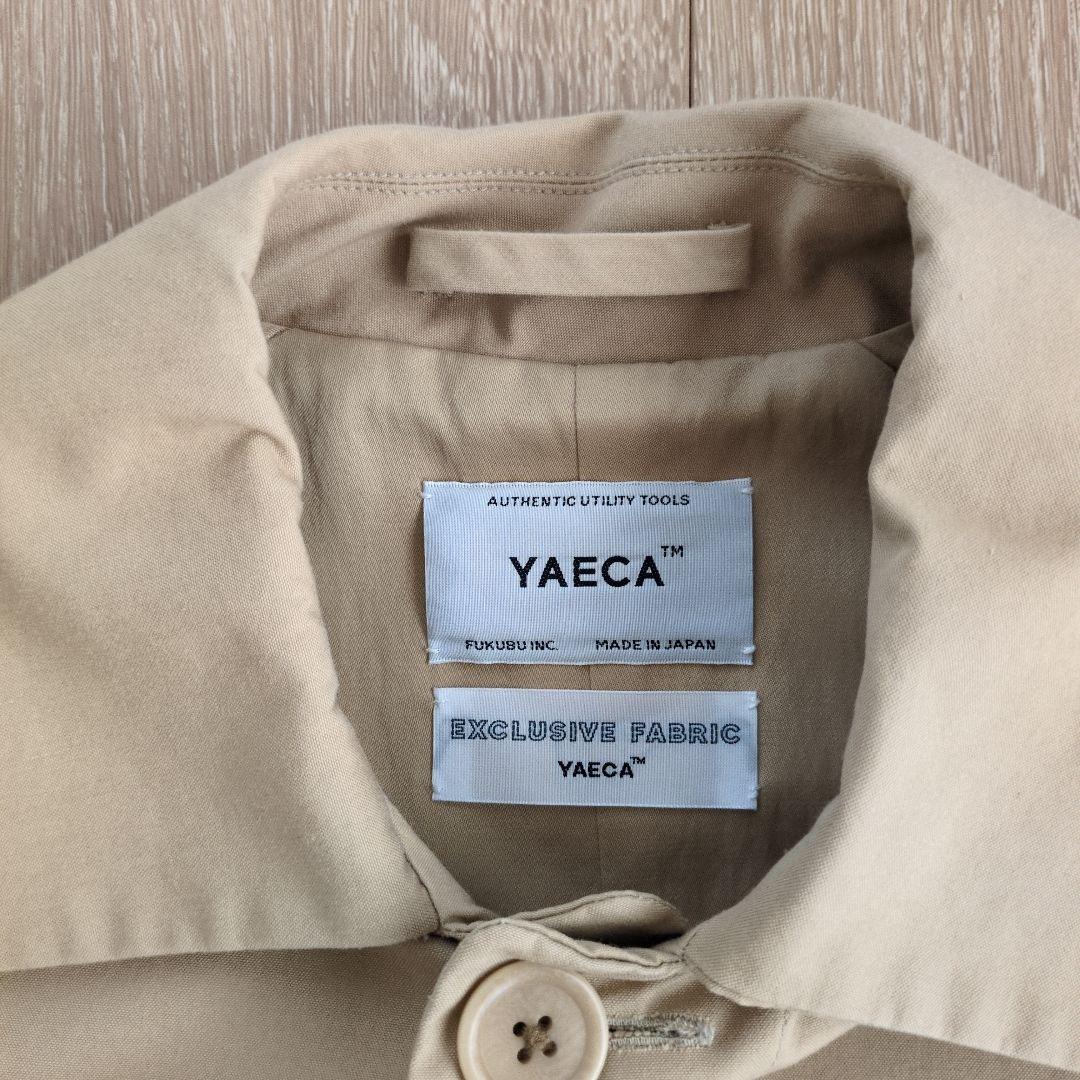 AUTHENTIC UTILITY TOOLS
YAECA™
FUKUBU INC. MADE IN JAPAN
EXCLUSIVE FABRIC
YAECA™